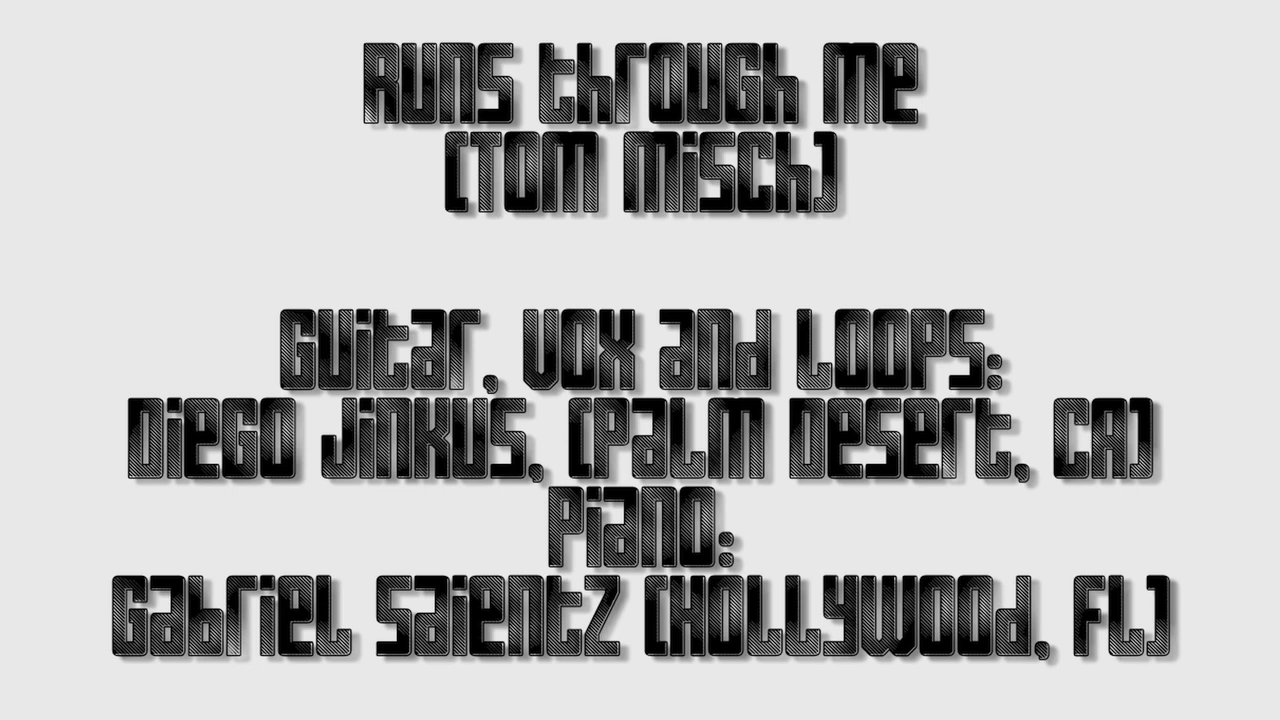 Runs through me
(Tom Misch)
Guitar, Vox and Loops:
Diego Jinkus, (Palm Desert, CA)
Piano:
Gabriel Saientz (Hollywood, FL)